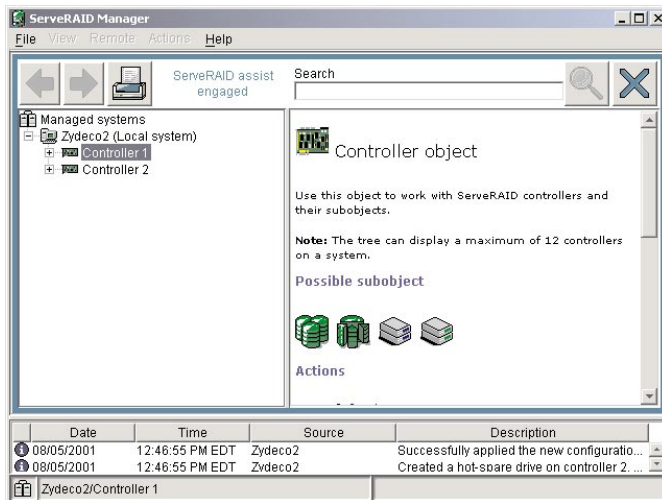 ServeRAID Manager
File View Remote Actions Help
ServeRAID assist
engaged
Search
Managed systems
Zydeco2 (Local system)
Controller 1
Controller 2
Controller object
Use this object to work with ServeRAID controllers and
their subobjects.
Note: The tree can display a maximum of 12 controllers
on a system.
Possible subobject
Actions
Date Time Source Description
08/05/2001 12:46:55 PM EDT Zydeco2 Successfully applied the new configuratio...
08/05/2001 12:46:55 PM EDT Zydeco2 Created a hot-spare drive on controller 2. ...
Zydeco2/Controller 1